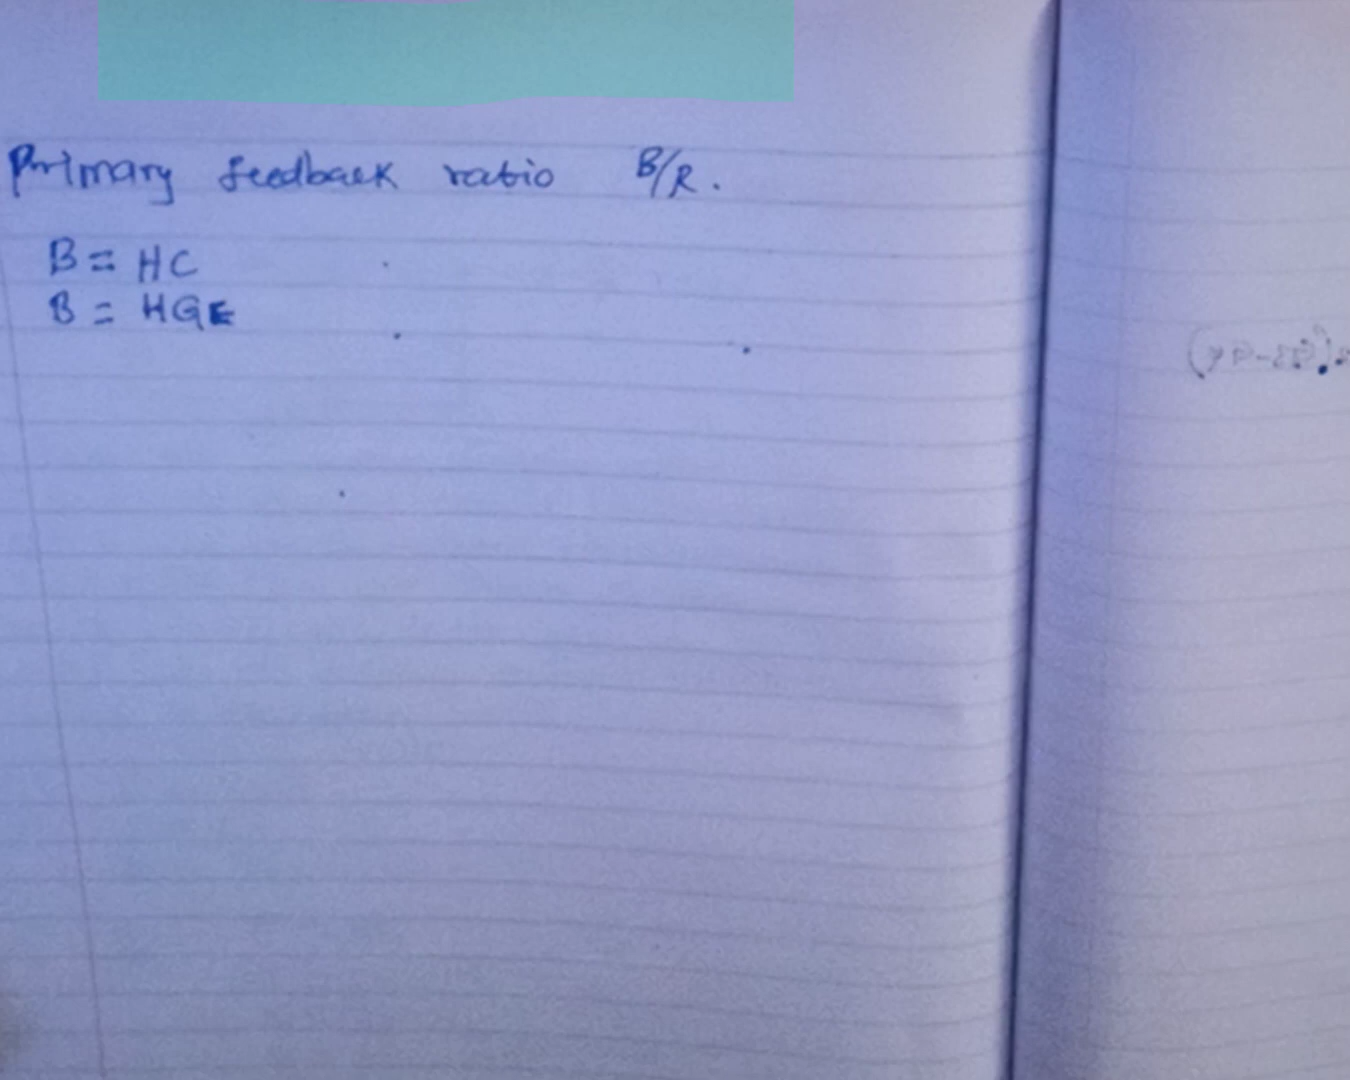 Primary feedback ratio B/R.
B = HC
B = HGE